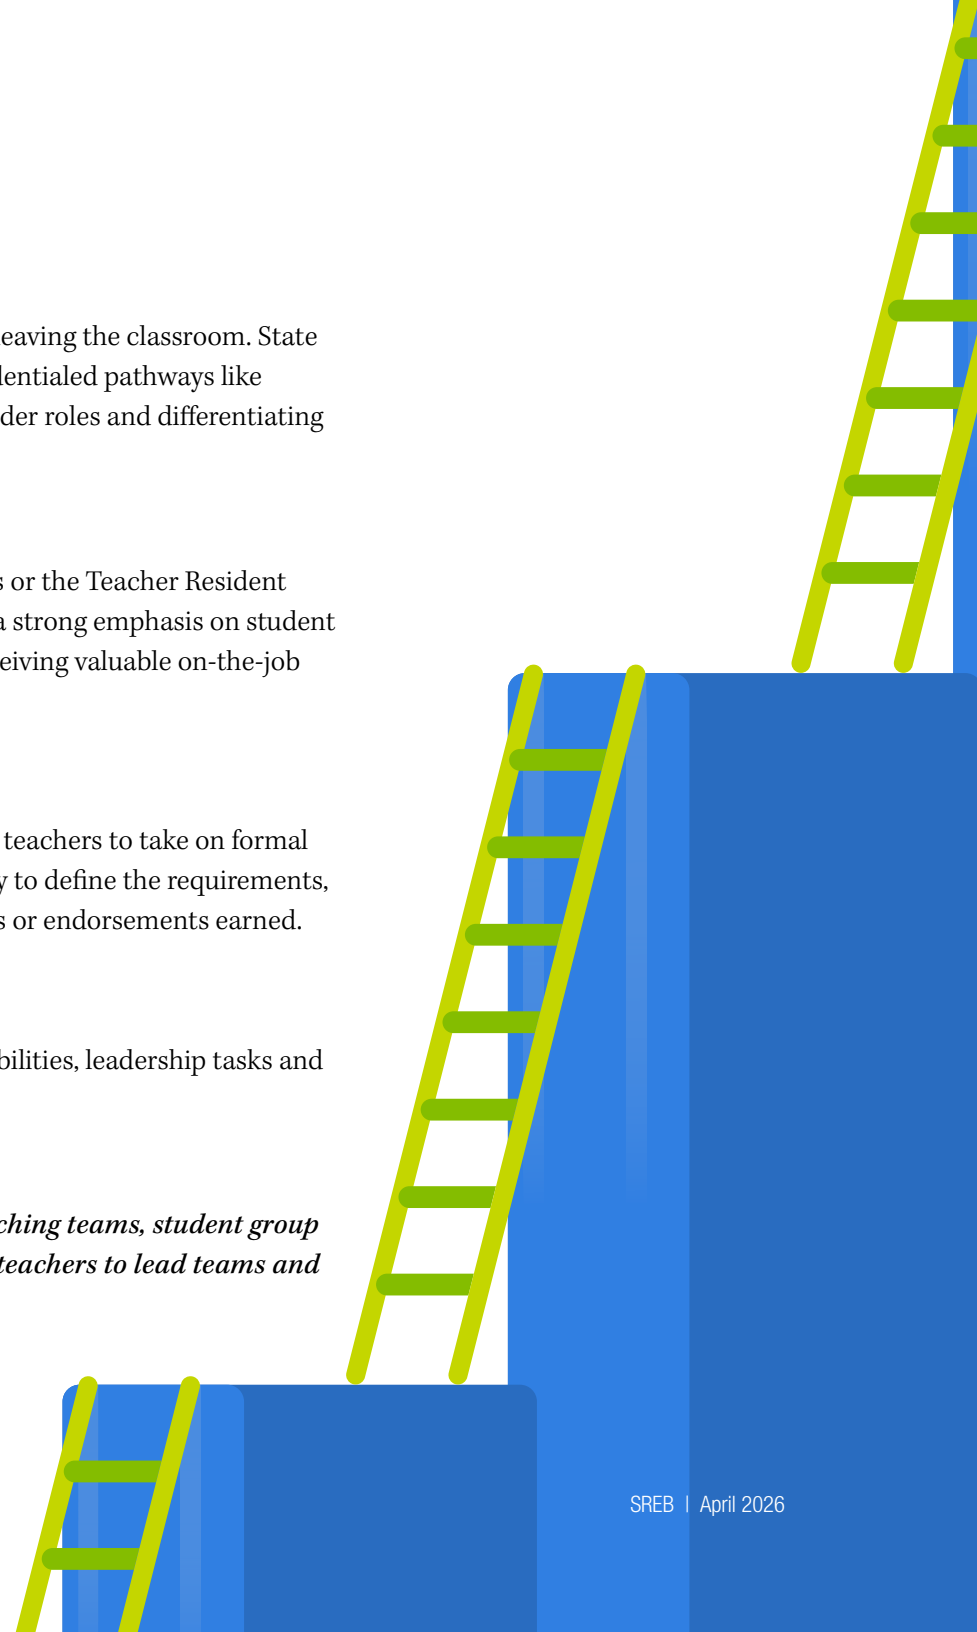 eaving the classroom. State
dentialed pathways like
der roles and differentiating
s or the Teacher Resident
a strong emphasis on student
eiving valuable on-the-job
teachers to take on formal
y to define the requirements,
s or endorsements earned.
bilities, leadership tasks and
ching teams, student group
teachers to lead teams and
SREB | April 2026